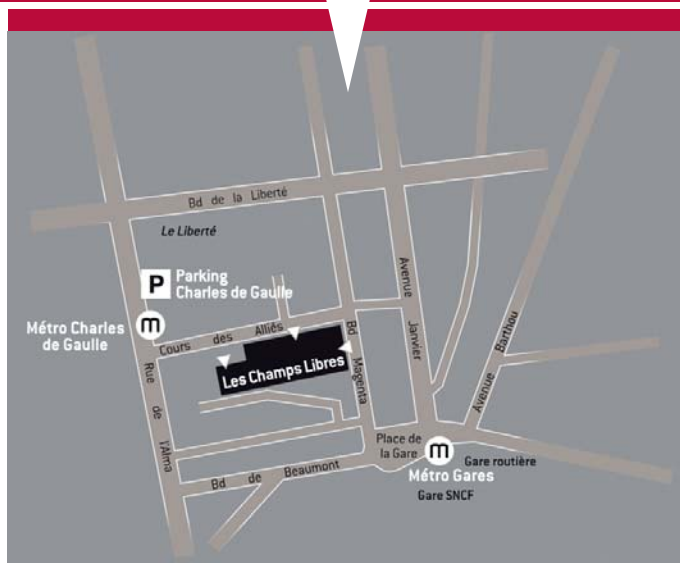 Bd de la Liberté
Le Liberté
P
Parking
Charles de Gaulle
Métro Charles
de Gaulle
m
Cours des Alliés
Les Champs Libres
Bd Magenta
Avenue Janvier
Avenue Barthou
Rue de l'Alma
Bd de Beaumont
Place de
la Gare
m
Métro Gares
Gare routière
Gare SNCF